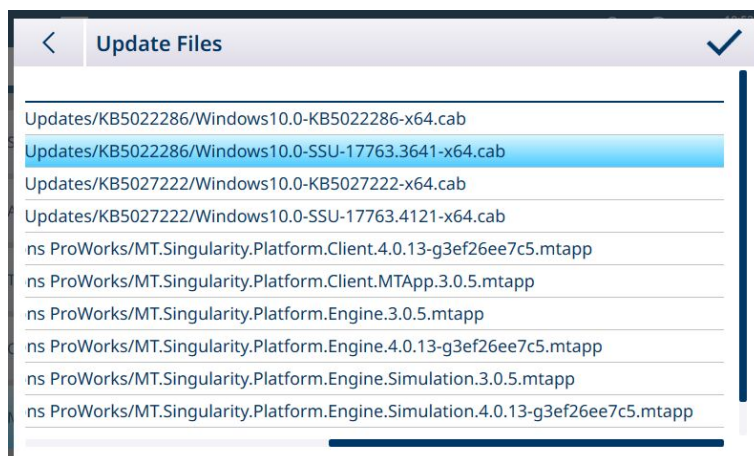 Update Files
Updates/KB5022286/Windows10.0-KB5022286-x64.cab
Updates/KB5022286/Windows10.0-SSU-17763.3641-x64.cab
Updates/KB5027222/Windows10.0-KB5027222-x64.cab
Updates/KB5027222/Windows10.0-SSU-17763.4121-x64.cab
ns ProWorks/MT.Singularity.Platform.Client.4.0.13-g3ef26ee7c5.mtapp
ns ProWorks/MT.Singularity.Platform.Client.MTApp.3.0.5.mtapp
ns ProWorks/MT.Singularity.Platform.Engine.3.0.5.mtapp
ns ProWorks/MT.Singularity.Platform.Engine.4.0.13-g3ef26ee7c5.mtapp
ns ProWorks/MT.Singularity.Platform.Engine.Simulation.3.0.5.mtapp
ns ProWorks/MT.Singularity.Platform.Engine.Simulation.4.0.13-g3ef26ee7c5.mtapp